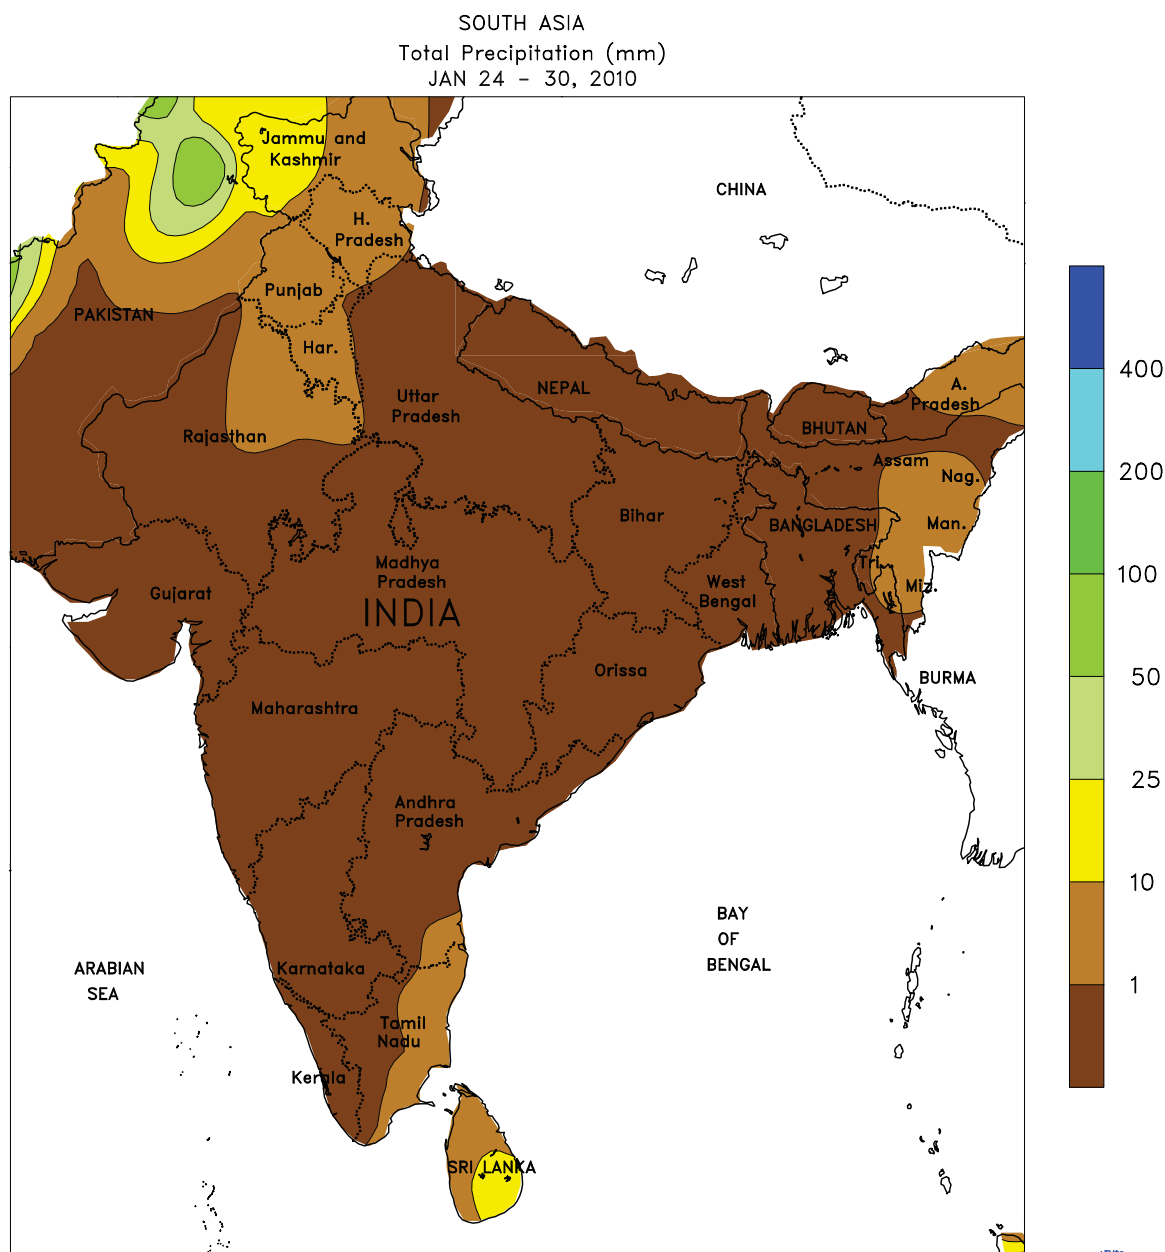 SOUTH ASIA
Total Precipitation (mm)
JAN 24 - 30, 2010
Jammu and
Kashmir
CHINA
H.
Pradesh
Punjab
PAKISTAN
Har.
NEPAL
A.
Pradesh
Uttar
Pradesh
Rajasthan
BHUTAN
Assam
Nag.
Bihar
BANGLADESH
Man.
Madhya
Pradesh
Tri.
Gujarat
West
Bengal
Miz.
INDIA
Orissa
BURMA
Maharashtra
Andhra
Pradesh
BAY
OF
BENGAL
ARABIAN
SEA
Karnataka
Tamil
Nadu
Kerala
SRI LANKA
400
200
100
50
25
10
1